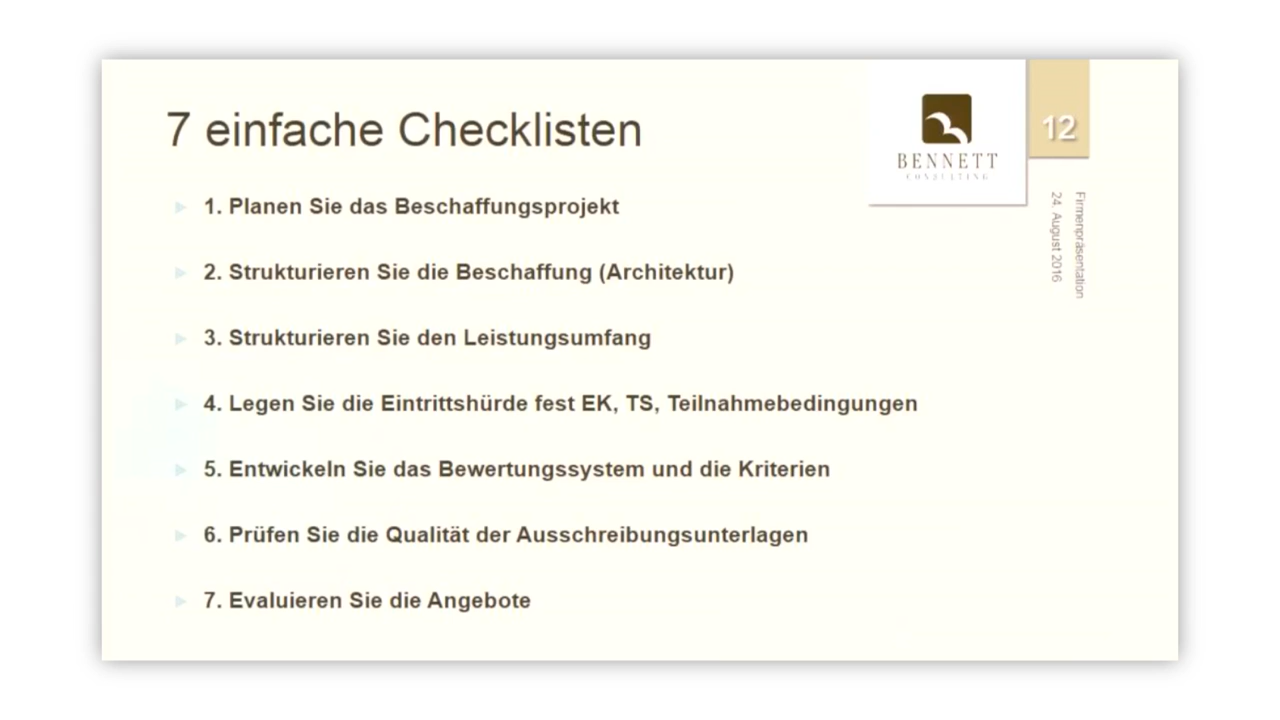 7 einfache Checklisten
BENNETT
CONSULTING
12
Firmenpräsentation
24. August 2016
1. Planen Sie das Beschaffungsprojekt
2. Strukturieren Sie die Beschaffung (Architektur)
3. Strukturieren Sie den Leistungsumfang
4. Legen Sie die Eintrittshürde fest EK, TS, Teilnahmebedingungen
5. Entwickeln Sie das Bewertungssystem und die Kriterien
6. Prüfen Sie die Qualität der Ausschreibungsunterlagen
7. Evaluieren Sie die Angebote